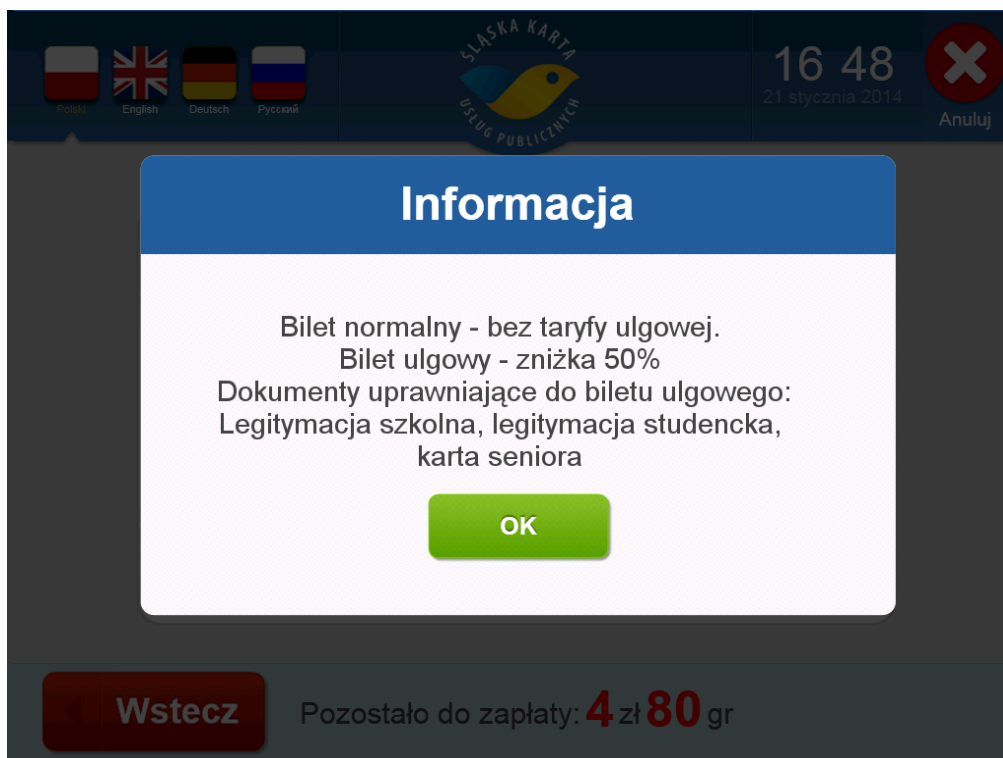 Polski
English
Deutsch
Русский
ŚLĄSKA KARTA
USŁUG PUBLICZNYCH
16 48
21 stycznia 2014
Anuluj
Informacja
Bilet normalny - bez taryfy ulgowej.
Bilet ulgowy - zniżka 50%
Dokumenty uprawniające do biletu ulgowego:
Legitymacja szkolna, legitymacja studencka,
karta seniora
OK
Wstecz
Pozostało do zapłaty: 4 zł 80 gr